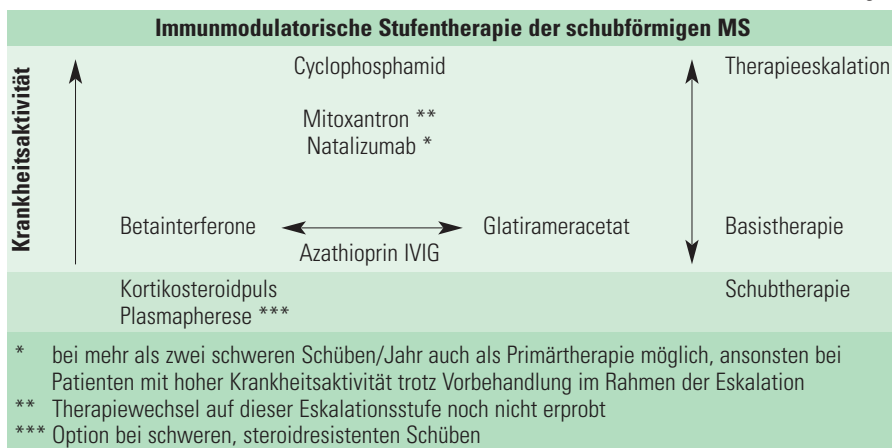 Immunmodulatorische Stufentherapie der schubförmigen MS
Krankheitsaktivität
Cyclophosphamid
Therapieeskalation
Mitoxantron **
Natalizumab *
Betainterferone
Glatirameracetat
Basistherapie
Azathioprin IVIG
Kortikosteroidpuls
Schubtherapie
Plasmapherese ***
* bei mehr als zwei schweren Schüben/Jahr auch als Primärtherapie möglich, ansonsten bei
Patienten mit hoher Krankheitsaktivität trotz Vorbehandlung im Rahmen der Eskalation
** Therapiewechsel auf dieser Eskalationsstufe noch nicht erprobt
*** Option bei schweren, steroidresistenten Schüben